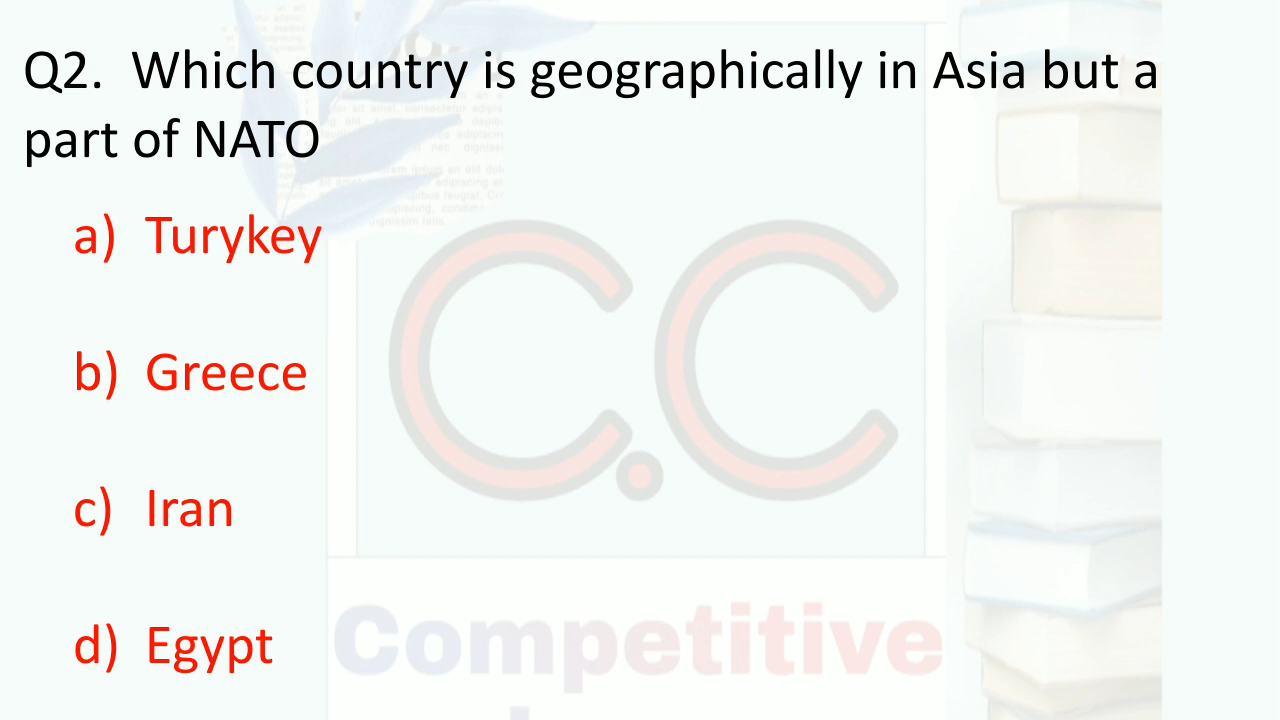 Q2. Which country is geographically in Asia but a
part of NATO
a) Turykey
b) Greece
c) Iran
d) Egypt
C.C
Competitive